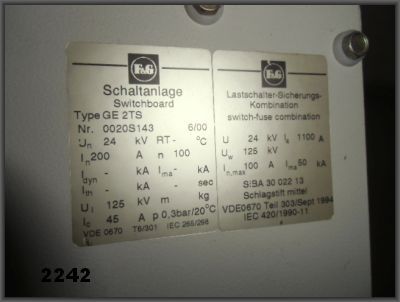 F&G
Schaltanlage
Switchboard
Type GE 2TS
Nr. 0020S143 6/00
Un 24 kV RT - °C
In 200 A n 100
Idyn - kA Ima - kA
Ith - kA - sec
U1 125 kV m kg
Ic 45 A p 0,3bar/20°C
VDE 0670 T6/301 IEC 265/298
F&G
Lastschalter-Sicherungs-
Kombination
switch-fuse combination
U 24 kV 1100 A
Uw 125 kV
In,max 100 A Ima 50 kA
SIBA 30 022 13
Schlagstift mittel
VDE0670 Teil 303/Sept 1994
IEC 420/1990-11
2242